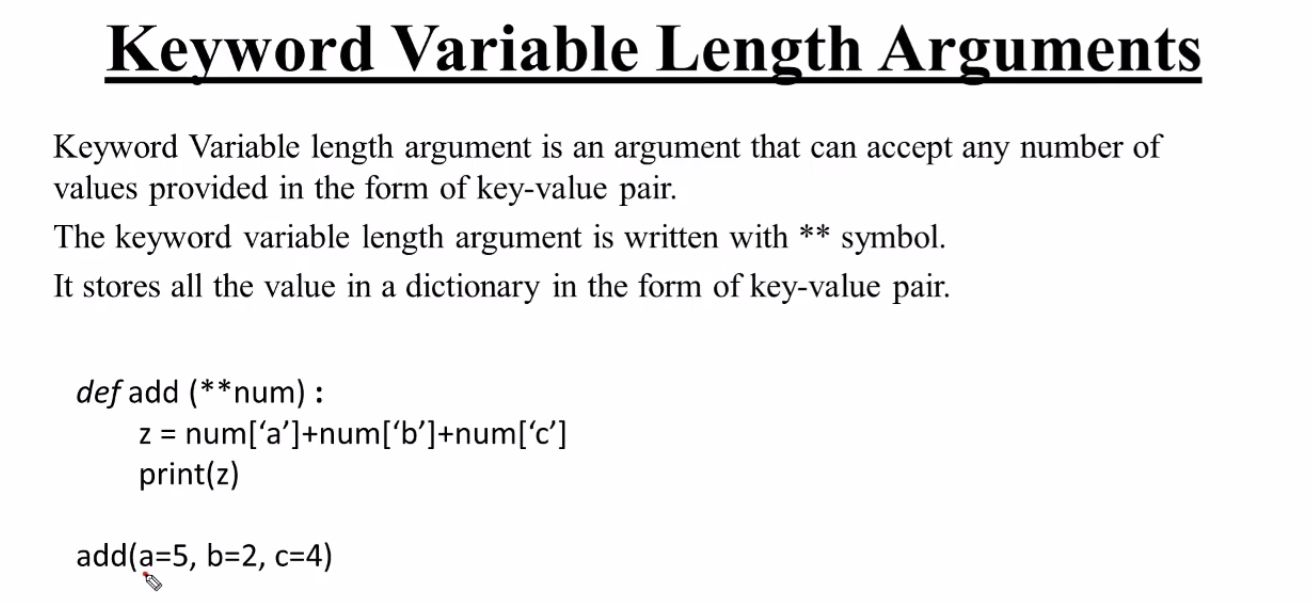 Keyword Variable Length Arguments
Keyword Variable length argument is an argument that can accept any number of
values provided in the form of key-value pair.
The keyword variable length argument is written with ** symbol.
It stores all the value in a dictionary in the form of key-value pair.
def add (**num) :
z = num[‘a’]+num[‘b’]+num[‘c’]
print(z)
add(a=5, b=2, c=4)